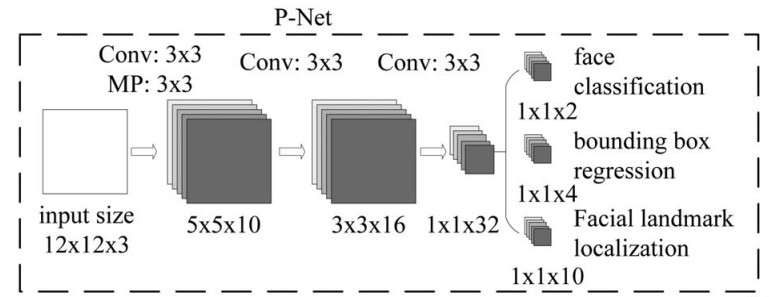 P-Net
Conv: 3x3
MP: 3x3
Conv: 3x3
Conv: 3x3
input size
12x12x3
5x5x10
3x3x16
1x1x32
face
classification
1x1x2
bounding box
regression
1x1x4
Facial landmark
localization
1x1x10